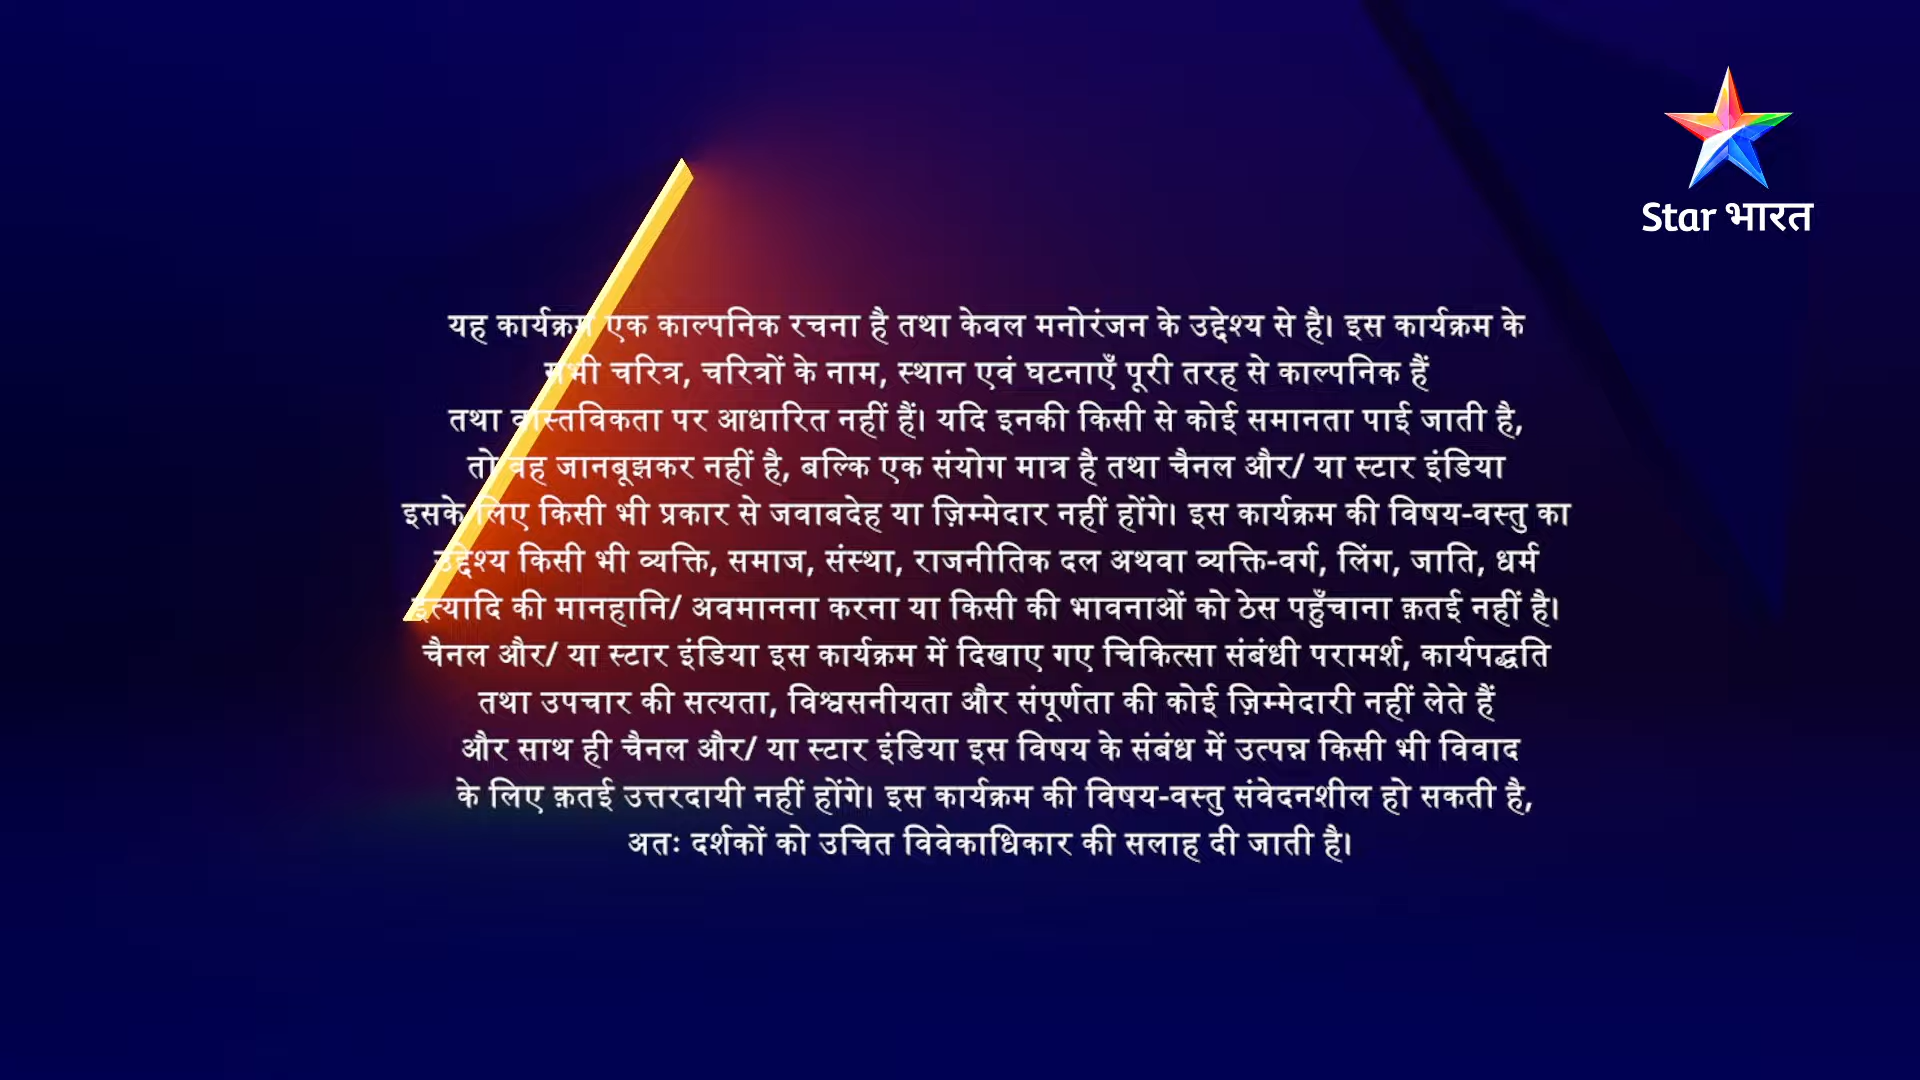 Star भारत
यह कार्यक्रम एक काल्पनिक रचना है तथा केवल मनोरंजन के उद्देश्य से है। इस कार्यक्रम के
सभी चरित्र, चरित्रों के नाम, स्थान एवं घटनाएँ पूरी तरह से काल्पनिक हैं
तथा वास्तविकता पर आधारित नहीं हैं। यदि इनकी किसी से कोई समानता पाई जाती है,
तो वह जानबूझकर नहीं है, बल्कि एक संयोग मात्र है तथा चैनल और/ या स्टार इंडिया
इसके लिए किसी भी प्रकार से जवाबदेह या ज़िम्मेदार नहीं होंगे। इस कार्यक्रम की विषय-वस्तु का
उद्देश्य किसी भी व्यक्ति, समाज, संस्था, राजनीतिक दल अथवा व्यक्ति-वर्ग, लिंग, जाति, धर्म
इत्यादि की मानहानि/ अवमानना करना या किसी की भावनाओं को ठेस पहुँचाना क़तई नहीं है।
चैनल और/ या स्टार इंडिया इस कार्यक्रम में दिखाए गए चिकित्सा संबंधी परामर्श, कार्यपद्धति
तथा उपचार की सत्यता, विश्वसनीयता और संपूर्णता की कोई ज़िम्मेदारी नहीं लेते हैं
और साथ ही चैनल और/ या स्टार इंडिया इस विषय के संबंध में उत्पन्न किसी भी विवाद
के लिए क़तई उत्तरदायी नहीं होंगे। इस कार्यक्रम की विषय-वस्तु संवेदनशील हो सकती है,
अतः दर्शकों को उचित विवेकाधिकार की सलाह दी जाती है।